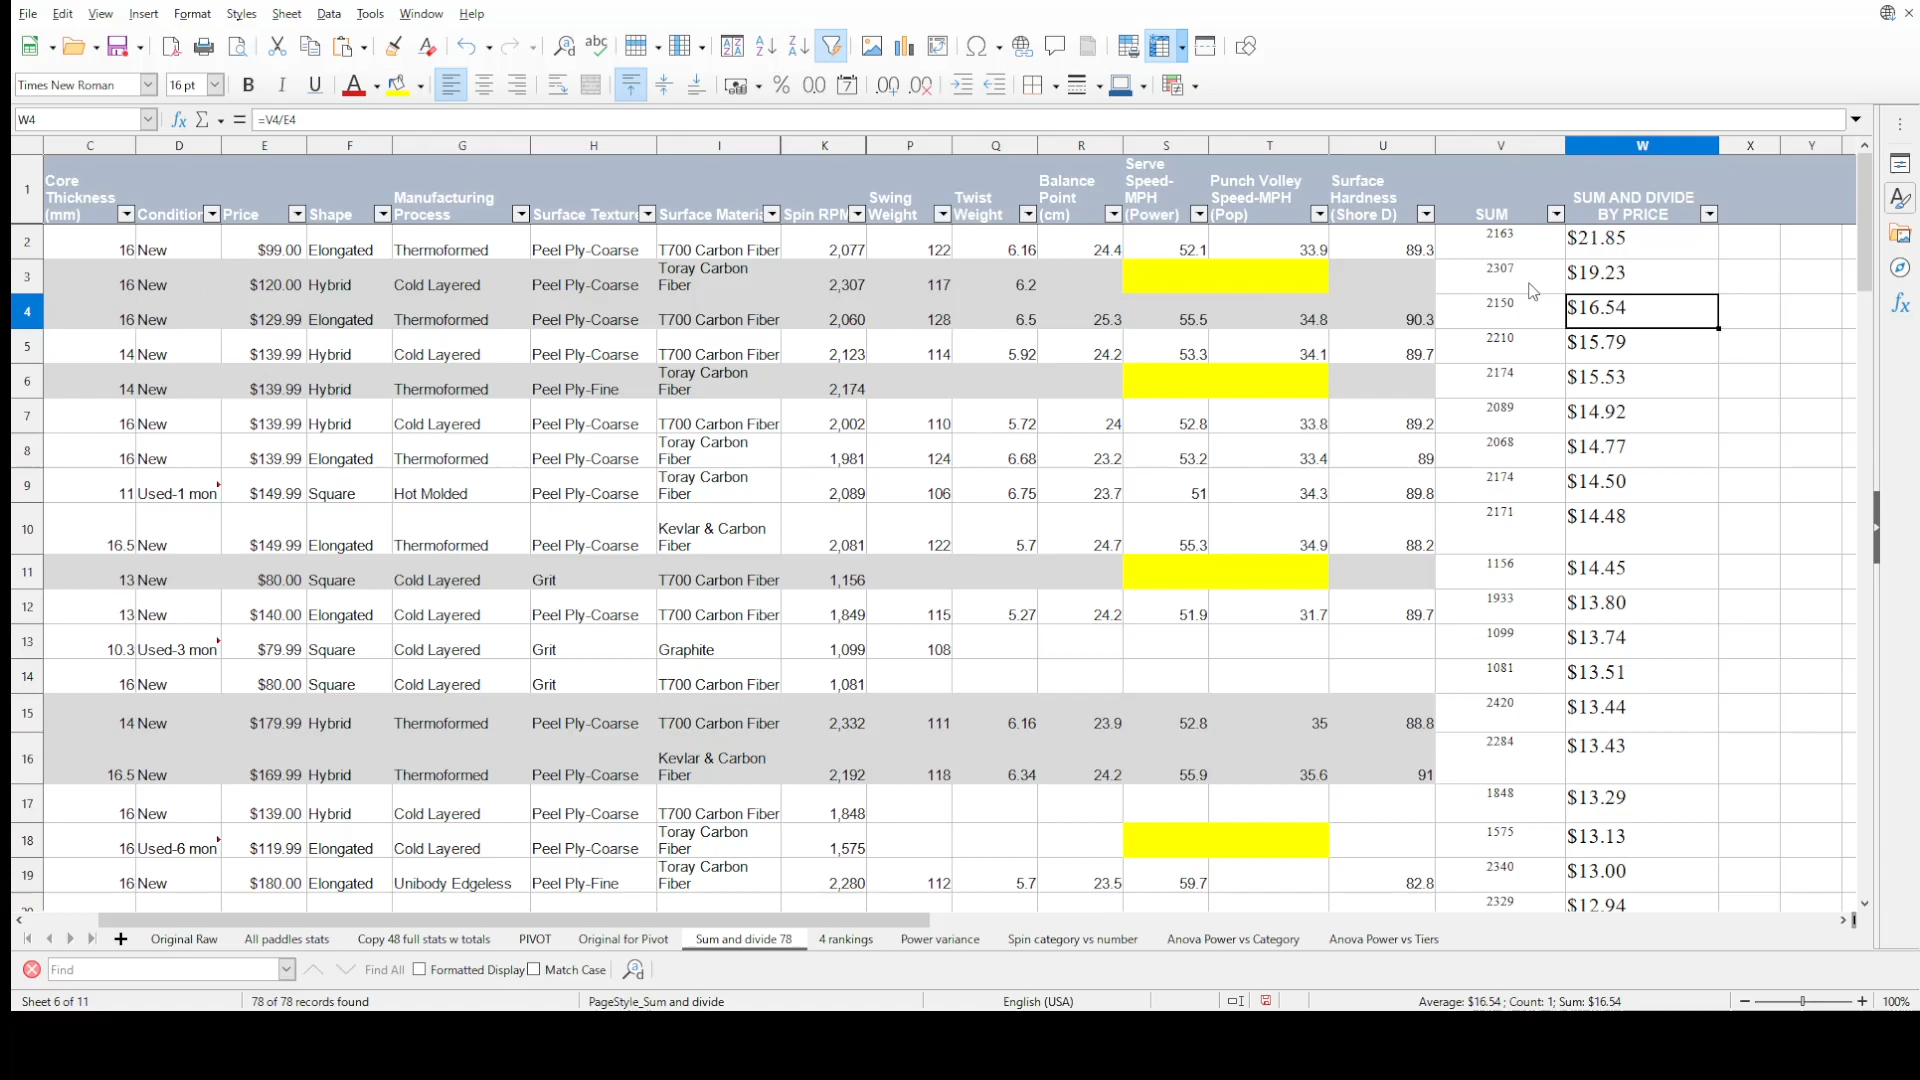 File Edit View Insert Format Styles Sheet Data Tools Window Help
Times New Roman 16 pt
W4 =V4/E4
C D E F G H I K P Q R S T U V W X Y
1 Core Thickness (mm) Condition Price Shape Manufacturing Process Surface Texture Surface Materi Spin RPM Swing Weight Twist Weight Balance Point (cm) Serve Speed-MPH (Power) Punch Volley Speed-MPH (Pop) Surface Hardness (Shore D) SUM SUM AND DIVIDE BY PRICE
2 16 New $99.00 Elongated Thermoformed Peel Ply-Coarse T700 Carbon Fiber 2,077 122 6.16 24.4 52.1 33.9 89.3 2163 $21.85
3 16 New $120.00 Hybrid Cold Layered Peel Ply-Coarse Toray Carbon Fiber 2,307 117 6.2 2307 $19.23
4 16 New $129.99 Elongated Thermoformed Peel Ply-Coarse T700 Carbon Fiber 2,060 128 6.5 25.3 55.5 34.8 90.3 2150 $16.54
5 14 New $139.99 Hybrid Cold Layered Peel Ply-Coarse T700 Carbon Fiber 2,123 114 5.92 24.2 53.3 34.1 89.7 2210 $15.79
6 14 New $139.99 Hybrid Thermoformed Peel Ply-Fine Toray Carbon Fiber 2,174 2174 $15.53
7 16 New $139.99 Hybrid Cold Layered Peel Ply-Coarse T700 Carbon Fiber 2,002 110 5.72 24 52.8 33.8 89.2 2089 $14.92
8 16 New $139.99 Elongated Thermoformed Peel Ply-Coarse Toray Carbon Fiber 1,981 124 6.68 23.2 53.2 33.4 89 2068 $14.77
9 11 Used-1 mon $149.99 Square Hot Molded Peel Ply-Coarse Toray Carbon Fiber 2,089 106 6.75 23.7 51 34.3 89.8 2174 $14.50
10 16.5 New $149.99 Elongated Thermoformed Peel Ply-Coarse Kevlar & Carbon Fiber 2,081 122 5.7 24.7 55.3 34.9 88.2 2171 $14.48
11 13 New $80.00 Square Cold Layered Grit T700 Carbon Fiber 1,156 1156 $14.45
12 13 New $140.00 Elongated Cold Layered Peel Ply-Coarse T700 Carbon Fiber 1,849 115 5.27 24.2 51.9 31.7 89.7 1933 $13.80
13 10.3 Used-3 mon $79.99 Square Cold Layered Grit Graphite 1,099 108 1099 $13.74
14 16 New $80.00 Square Cold Layered Grit T700 Carbon Fiber 1,081 1081 $13.51
15 14 New $179.99 Hybrid Thermoformed Peel Ply-Coarse T700 Carbon Fiber 2,332 111 6.16 23.9 52.8 35 88.8 2420 $13.44
16 16.5 New $169.99 Hybrid Thermoformed Peel Ply-Coarse Kevlar & Carbon Fiber 2,192 118 6.34 24.2 55.9 35.6 91 2284 $13.43
17 16 New $139.00 Hybrid Cold Layered Peel Ply-Coarse T700 Carbon Fiber 1,848 1848 $13.29
18 16 Used-6 mon $119.99 Elongated Cold Layered Peel Ply-Coarse Toray Carbon Fiber 1,575 1575 $13.13
19 16 New $180.00 Elongated Unibody Edgeless Peel Ply-Fine Toray Carbon Fiber 2,280 112 5.7 23.5 59.7 82.8 2340 $13.00
20 2329 $12.94
Original Raw All paddles stats Copy 48 full stats w totals PIVOT Original for Pivot Sum and divide 78 4 rankings Power variance Spin category vs number Anova Power vs Category Anova Power vs Tiers
Find Find All Formatted Display Match Case
Sheet 6 of 11 78 of 78 records found PageStyle_Sum and divide English (USA) Average: $16.54 ; Count: 1; Sum: $16.54 100%